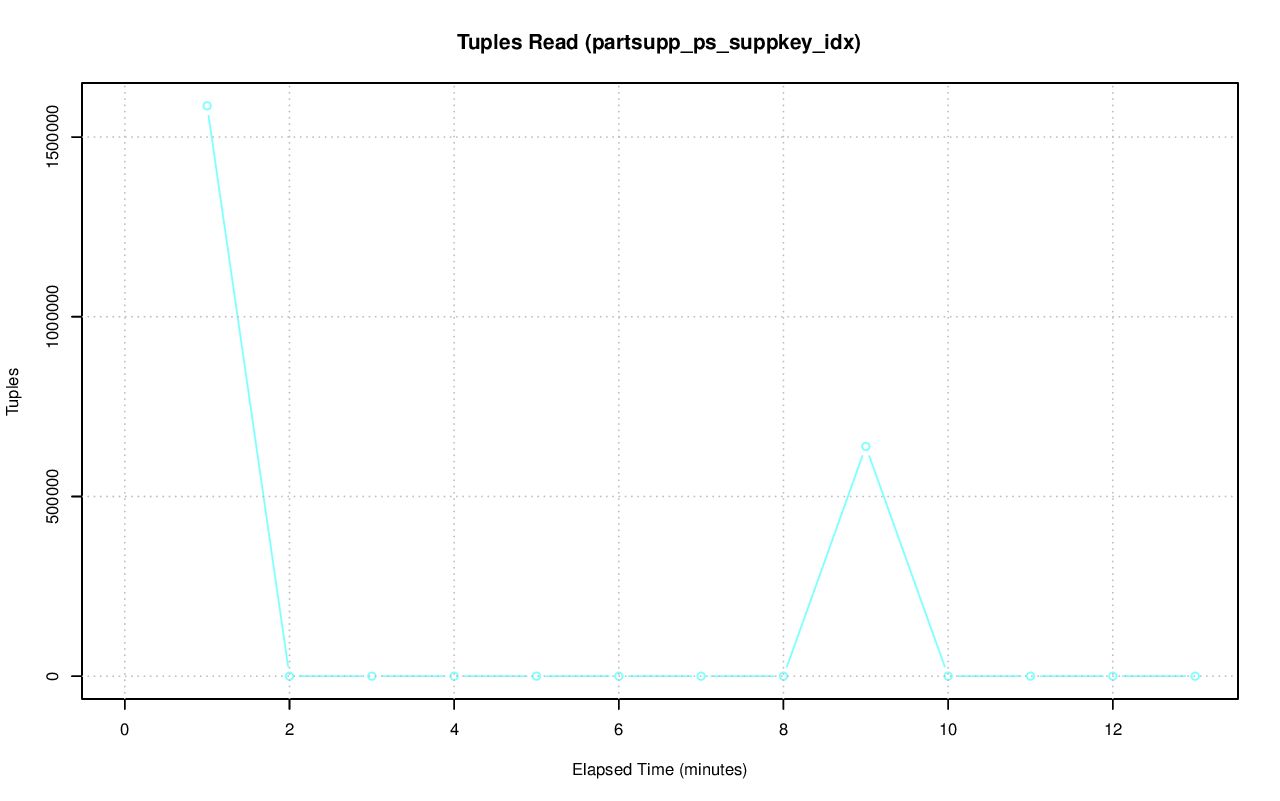 Tuples Read (partsupp_ps_suppkey_idx)
1500000
1000000
500000
0
Tuples
0 2 4 6 8 10 12
Elapsed Time (minutes)